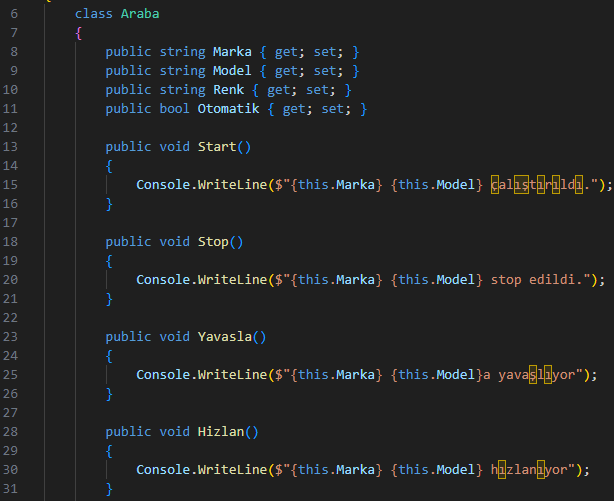 6 class Araba
7 {
8 public string Marka { get; set; }
9 public string Model { get; set; }
10 public string Renk { get; set; }
11 public bool Otomatik { get; set; }
12
13 public void Start()
14 {
15 Console.WriteLine($"{this.Marka} {this.Model} çalıştırıldı.");
16 }
17
18 public void Stop()
19 {
20 Console.WriteLine($"{this.Marka} {this.Model} stop edildi.");
21 }
22
23 public void Yavasla()
24 {
25 Console.WriteLine($"{this.Marka} {this.Model}a yavaşlıyor");
26 }
27
28 public void Hizlan()
29 {
30 Console.WriteLine($"{this.Marka} {this.Model} hızlanıyor");
31 }